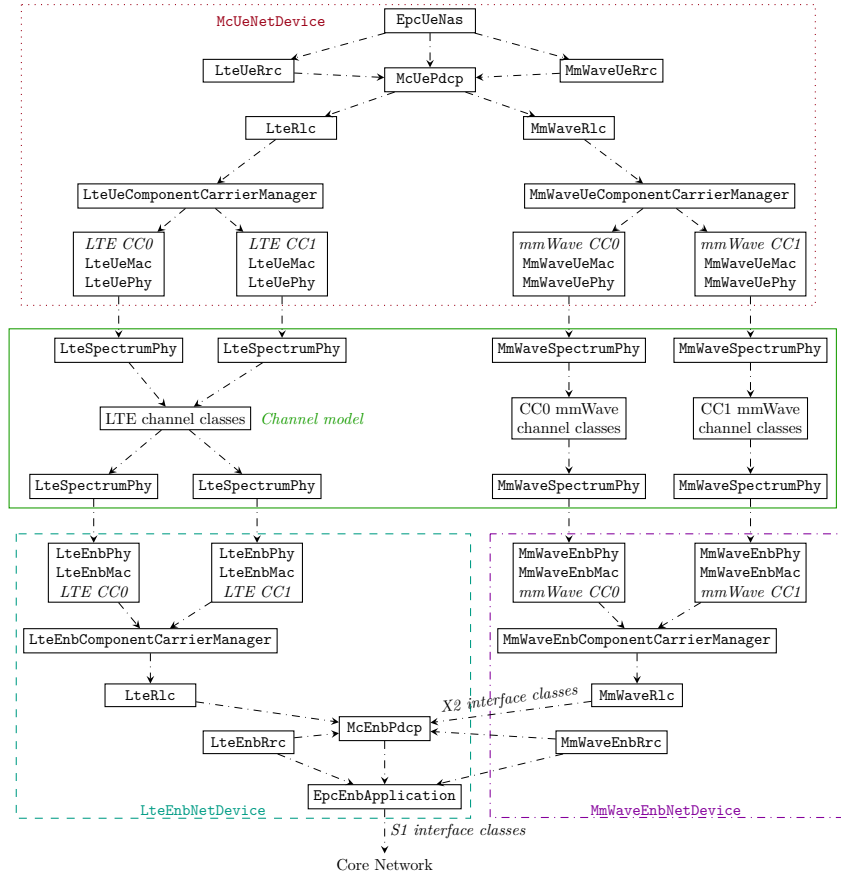 McUeNetDevice
EpcUeNas
LteUeRrc
McUePdcp
MmWaveUeRrc
LteRlc
MmWaveRlc
LteUeComponentCarrierManager
MmWaveUeComponentCarrierManager
LTE CC0
LteUeMac
LteUePhy
LTE CC1
LteUeMac
LteUePhy
mmWave CC0
MmWaveUeMac
MmWaveUePhy
mmWave CC1
MmWaveUeMac
MmWaveUePhy
LteSpectrumPhy
LteSpectrumPhy
MmWaveSpectrumPhy
MmWaveSpectrumPhy
LTE channel classes
Channel model
CC0 mmWave
channel classes
CC1 mmWave
channel classes
LteSpectrumPhy
LteSpectrumPhy
MmWaveSpectrumPhy
MmWaveSpectrumPhy
LteEnbPhy
LteEnbMac
LTE CC0
LteEnbPhy
LteEnbMac
LTE CC1
MmWaveEnbPhy
MmWaveEnbMac
mmWave CC0
MmWaveEnbPhy
MmWaveEnbMac
mmWave CC1
LteEnbComponentCarrierManager
MmWaveEnbComponentCarrierManager
LteRlc
X2 interface classes
MmWaveRlc
McEnbPdcp
LteEnbRrc
MmWaveEnbRrc
EpcEnbApplication
LteEnbNetDevice
MmWaveEnbNetDevice
S1 interface classes
Core Network